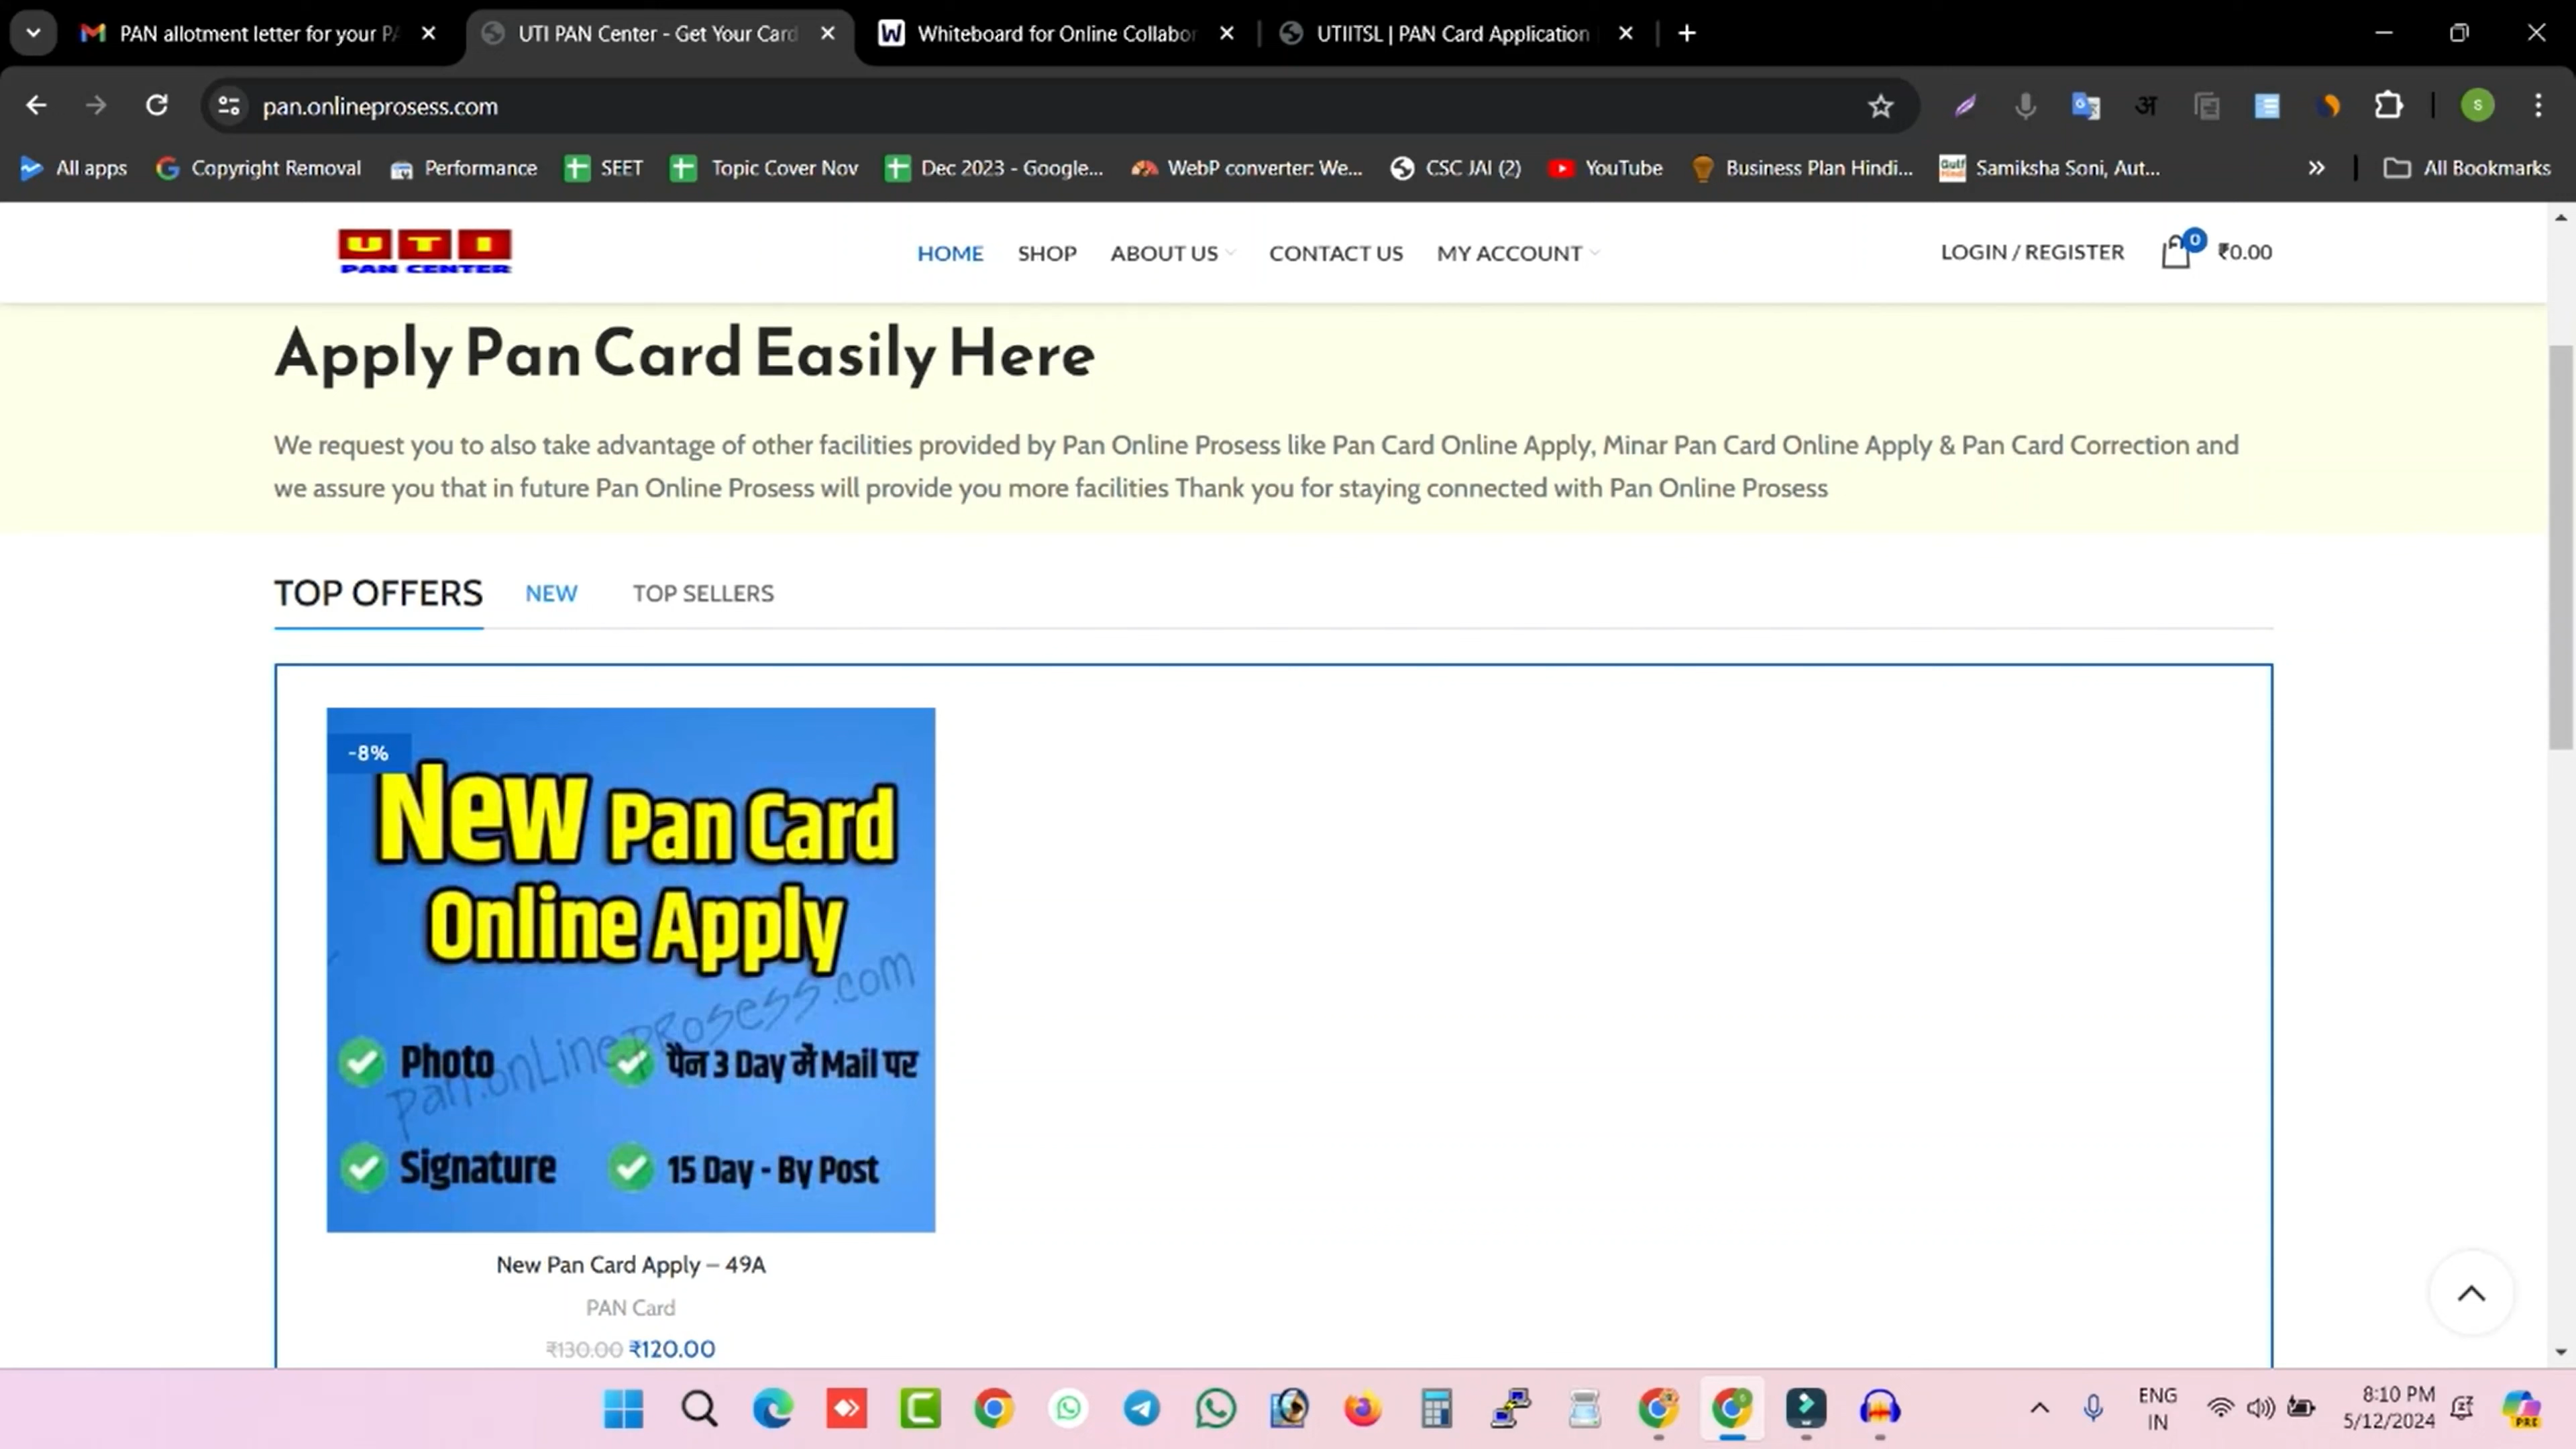 PAN allotment letter for your PA
UTI PAN Center - Get Your Card
Whiteboard for Online Collabor
UTIITSL | PAN Card Application
pan.onlineprosess.com
S
All apps
Copyright Removal
Performance
SEET
Topic Cover Nov
Dec 2023 - Google...
WebP converter: We...
CSC JAI (2)
YouTube
Business Plan Hindi...
Samiksha Soni, Aut...
All Bookmarks
UTI
PAN CENTER
HOME
SHOP
ABOUT US
CONTACT US
MY ACCOUNT
LOGIN / REGISTER
0
₹0.00
Apply Pan Card Easily Here
We request you to also take advantage of other facilities provided by Pan Online Prosess like Pan Card Online Apply, Minar Pan Card Online Apply & Pan Card Correction and
we assure you that in future Pan Online Prosess will provide you more facilities Thank you for staying connected with Pan Online Prosess
TOP OFFERS
NEW
TOP SELLERS
-8%
New Pan Card
Online Apply
pan.onlineprosess.com
Photo
पैन 3 Day में Mail पर
Signature
15 Day - By Post
New Pan Card Apply – 49A
PAN Card
₹130.00 ₹120.00
ENG
IN
8:10 PM
5/12/2024
PRE